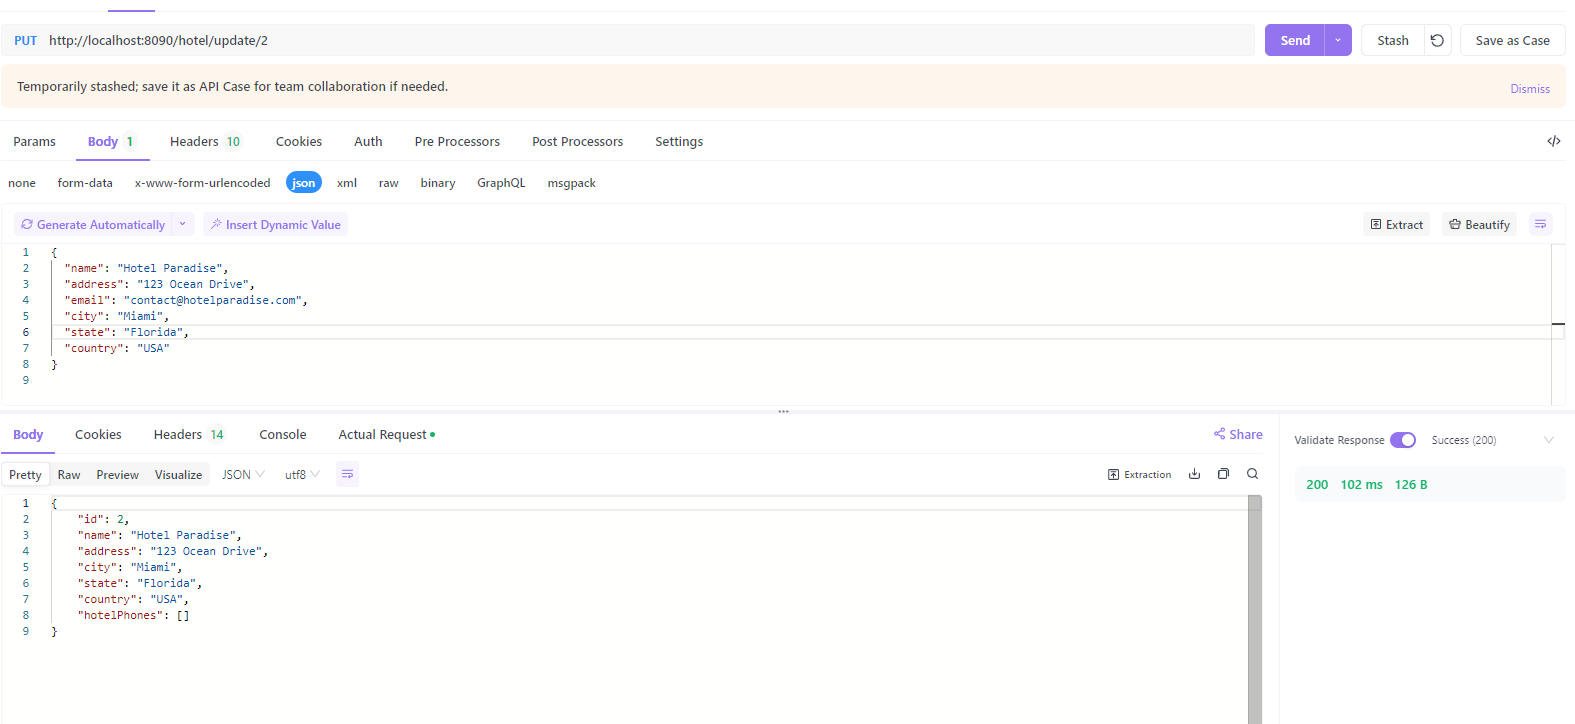 PUT http://localhost:8090/hotel/update/2 Send Stash Save as Case
Temporarily stashed; save it as API Case for team collaboration if needed. Dismiss
Params Body 1 Headers 10 Cookies Auth Pre Processors Post Processors Settings
none form-data x-www-form-urlencoded json xml raw binary GraphQL msgpack
Generate Automatically Insert Dynamic Value Extract Beautify
1 {
2 "name": "Hotel Paradise",
3 "address": "123 Ocean Drive",
4 "email": "contact@hotelparadise.com",
5 "city": "Miami",
6 "state": "Florida",
7 "country": "USA"
8 }
9
Body Cookies Headers 14 Console Actual Request Share
Validate Response Success (200)
Pretty Raw Preview Visualize JSON utf8 Extraction
200 102 ms 126 B
1 {
2 "id": 2,
3 "name": "Hotel Paradise",
4 "address": "123 Ocean Drive",
5 "city": "Miami",
6 "state": "Florida",
7 "country": "USA",
8 "hotelPhones": []
9 }